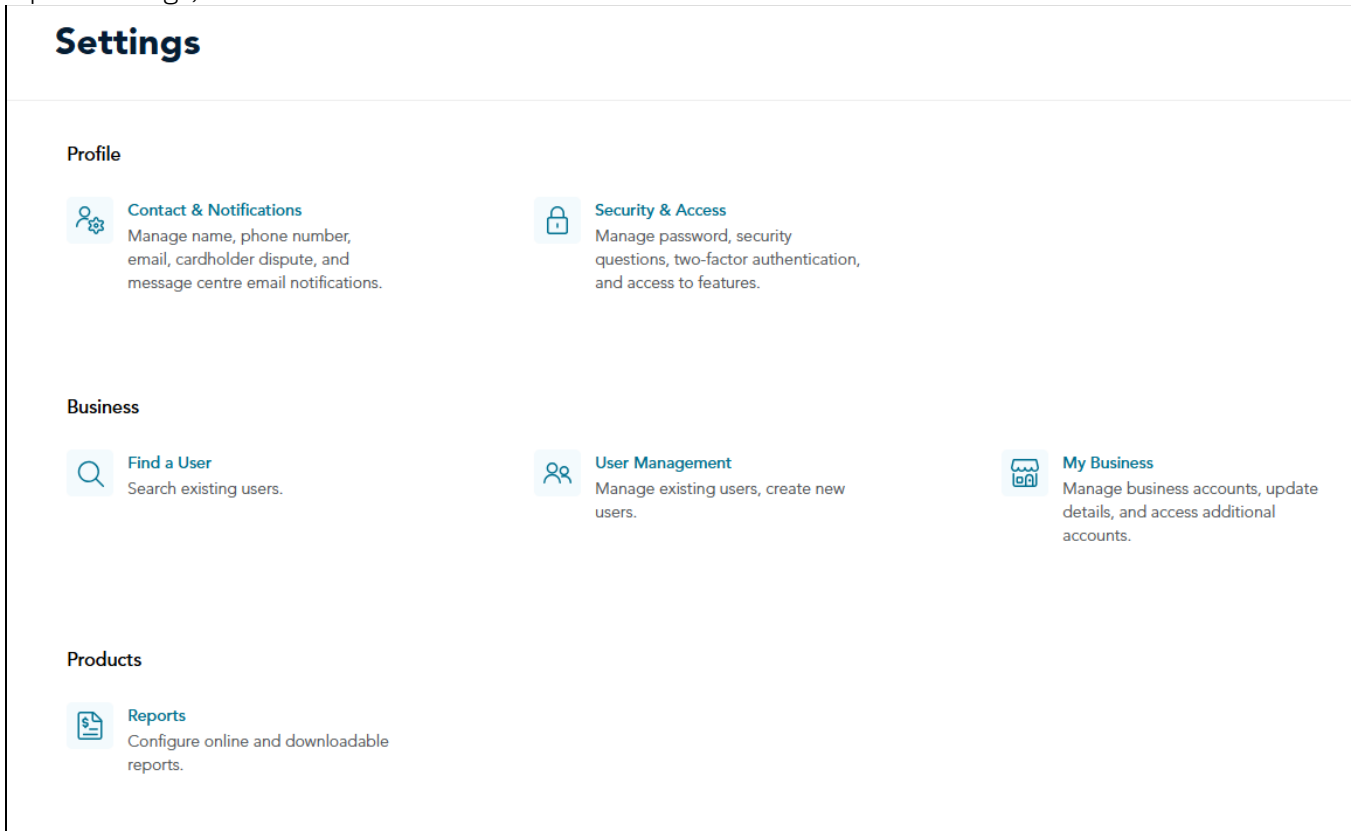 Settings
Profile
Contact & Notifications
Manage name, phone number,
email, cardholder dispute, and
message centre email notifications.
Security & Access
Manage password, security
questions, two-factor authentication,
and access to features.
Business
Find a User
Search existing users.
User Management
Manage existing users, create new
users.
My Business
Manage business accounts, update
details, and access additional
accounts.
Products
Reports
Configure online and downloadable
reports.